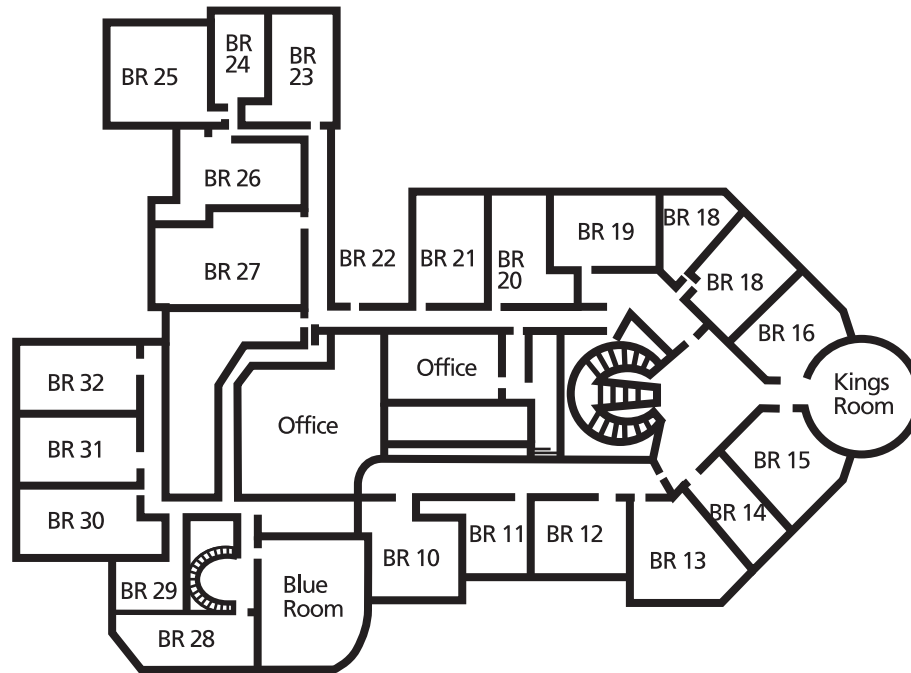 BR
24
BR
23
BR 25
BR 26
BR 27
BR 22
BR 21
BR
20
BR 19
BR 18
BR 18
BR 16
Kings
Room
BR 32
BR 31
BR 30
Office
Office
BR 15
BR 14
BR 13
BR 12
BR 11
BR 10
Blue
Room
BR 29
BR 28